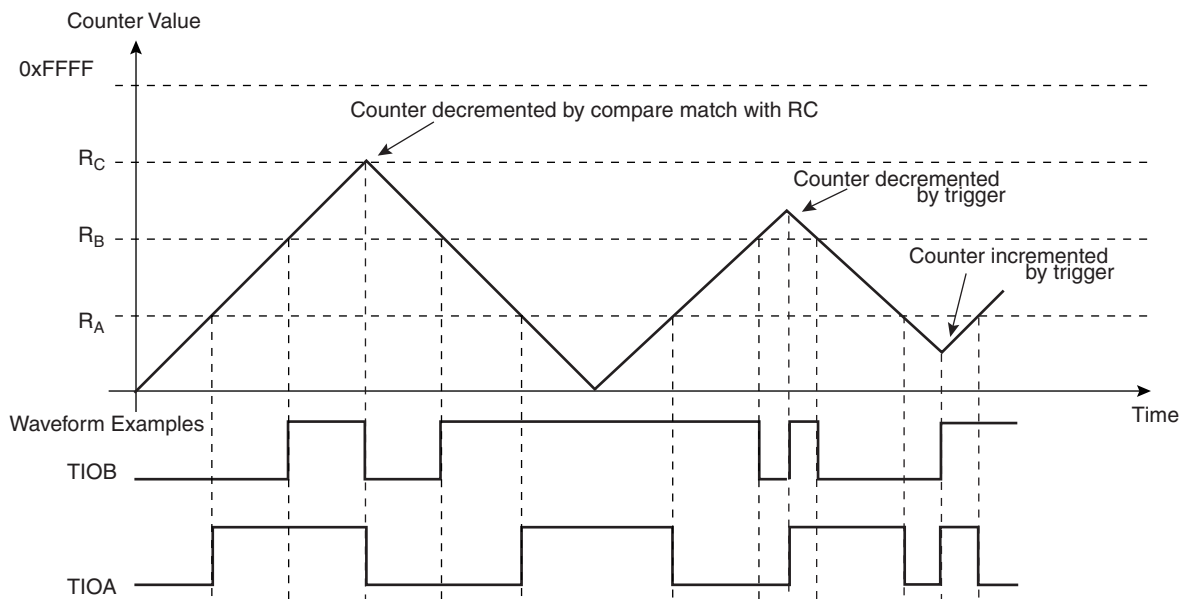 Counter Value
0xFFFF
Counter decremented by compare match with RC
RC
Counter decremented
by trigger
RB
Counter incremented
by trigger
RA
Time
Waveform Examples
TIOB
TIOA